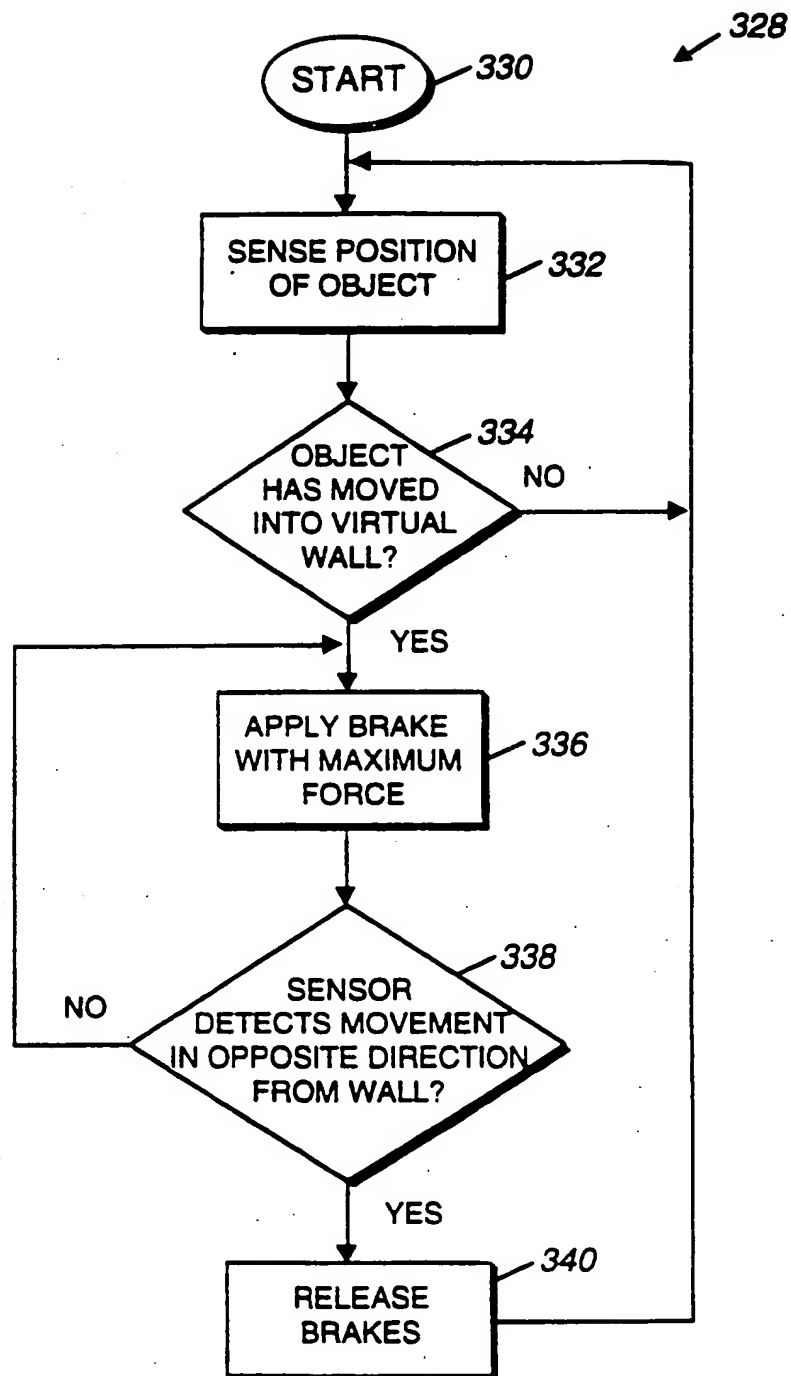 328
START
330
SENSE POSITION
OF OBJECT
332
334
OBJECT
HAS MOVED
INTO VIRTUAL
WALL?
NO
YES
APPLY BRAKE
WITH MAXIMUM
FORCE
336
338
SENSOR
DETECTS MOVEMENT
IN OPPOSITE DIRECTION
FROM WALL?
NO
YES
340
RELEASE
BRAKES